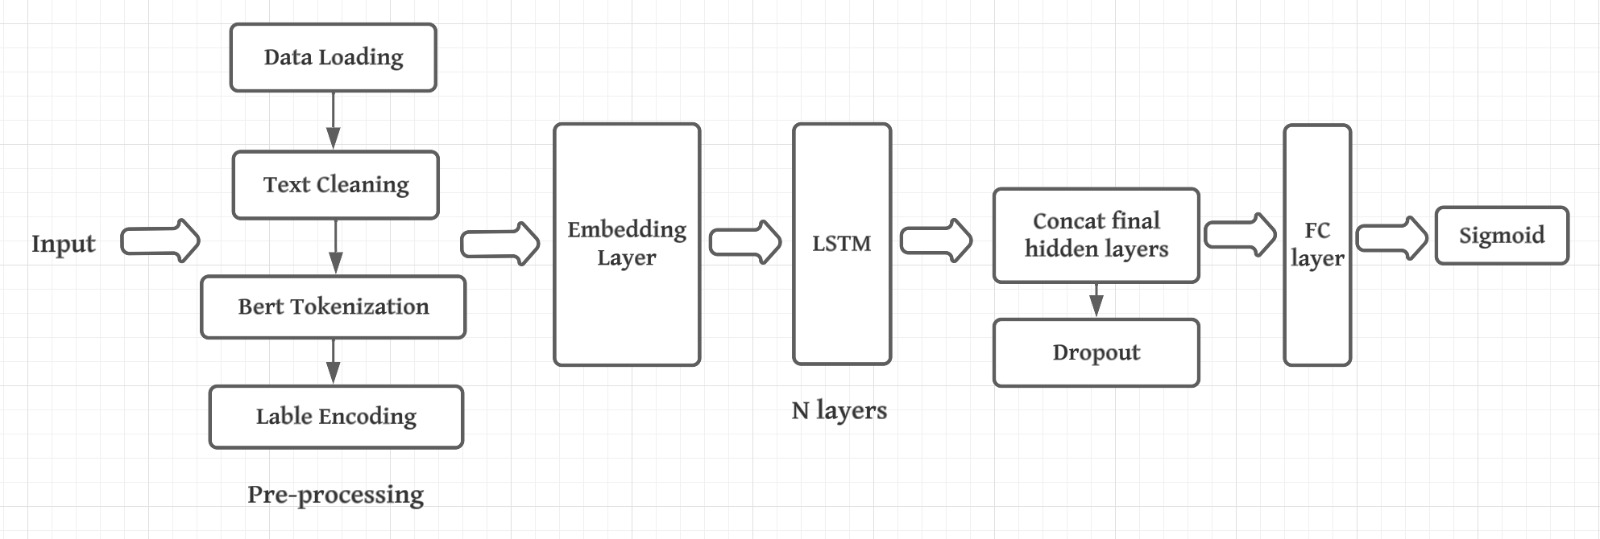 Input
Data Loading
Text Cleaning
Bert Tokenization
Lable Encoding
Pre-processing
Embedding
Layer
LSTM
N layers
Concat final
hidden layers
Dropout
FC
layer
Sigmoid